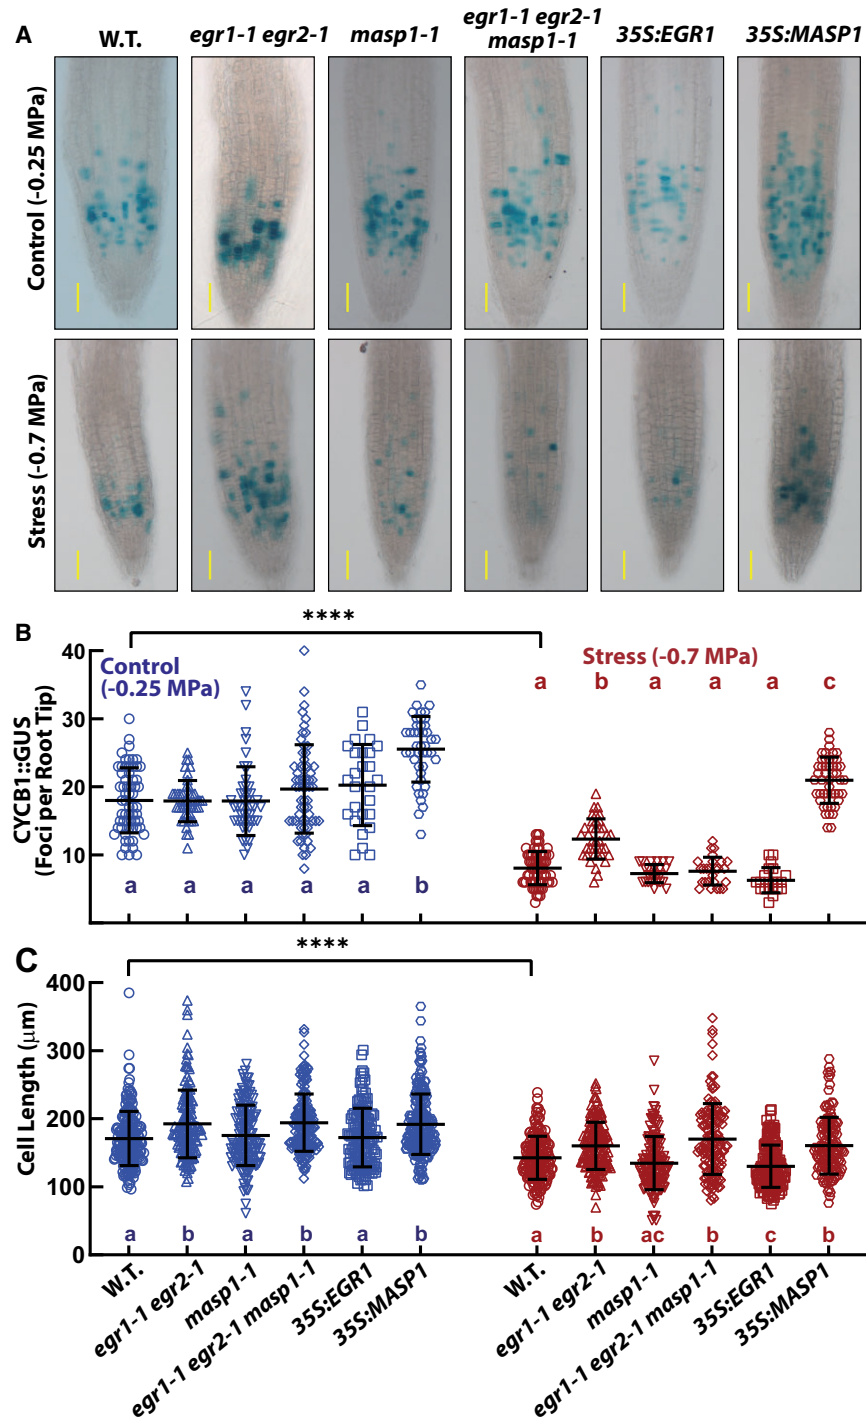 A
W.T.
egr1-1 egr2-1
masp1-1
egr1-1 egr2-1
masp1-1
35S:EGR1
35S:MASP1
Control (-0.25 MPa)
Stress (-0.7 MPa)
B
****
CYCB1::GUS
(Foci per Root Tip)
40
30
20
10
Control
(-0.25 MPa)
Stress (-0.7 MPa)
a b a a a c
a a a a a b
C
****
Cell Length (μm)
400
300
200
100
0
a b a b a b
a b ac b c b
W.T.
egr1-1 egr2-1
masp1-1
egr1-1 egr2-1 masp1-1
35S:EGR1
35S:MASP1
W.T.
egr1-1 egr2-1
masp1-1
egr1-1 egr2-1 masp1-1
35S:EGR1
35S:MASP1